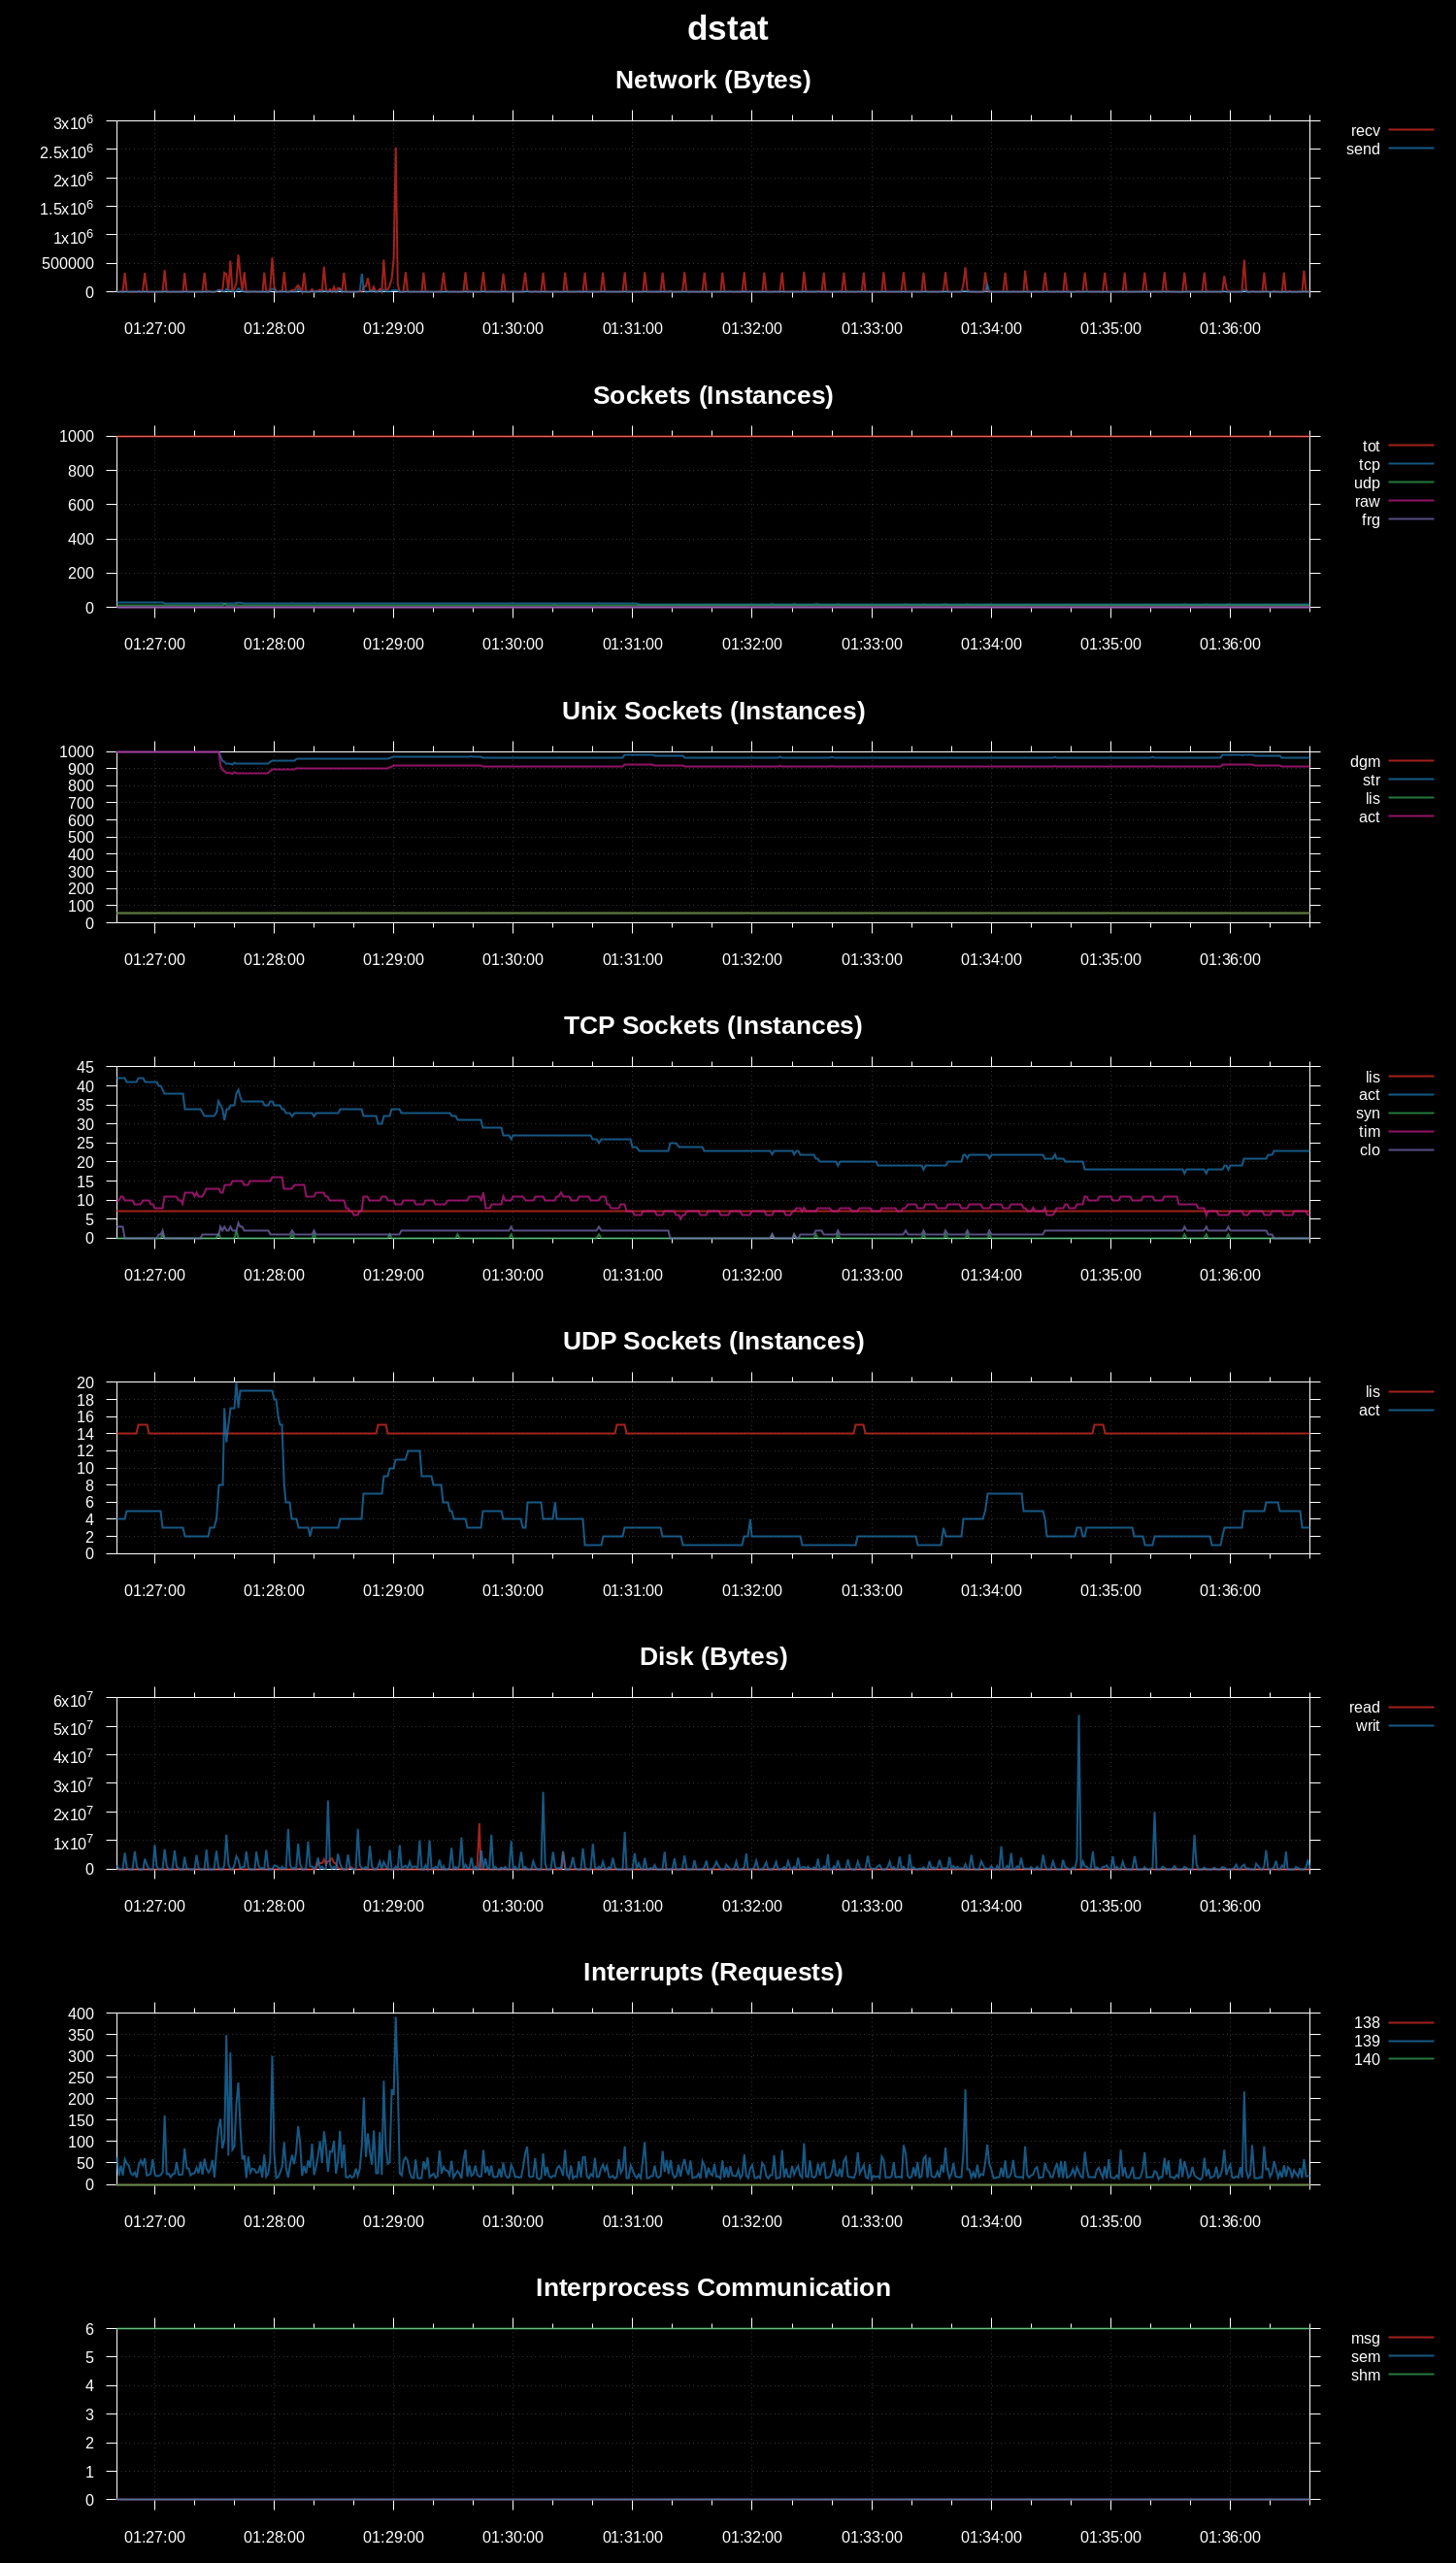 dstat
Network (Bytes)
3x10^6
2.5x10^6
2x10^6
1.5x10^6
1x10^6
500000
0
01:27:00 01:28:00 01:29:00 01:30:00 01:31:00 01:32:00 01:33:00 01:34:00 01:35:00 01:36:00
recv
send
Sockets (Instances)
1000
800
600
400
200
0
01:27:00 01:28:00 01:29:00 01:30:00 01:31:00 01:32:00 01:33:00 01:34:00 01:35:00 01:36:00
tot
tcp
udp
raw
frg
Unix Sockets (Instances)
1000
900
800
700
600
500
400
300
200
100
0
01:27:00 01:28:00 01:29:00 01:30:00 01:31:00 01:32:00 01:33:00 01:34:00 01:35:00 01:36:00
dgm
str
lis
act
TCP Sockets (Instances)
45
40
35
30
25
20
15
10
5
0
01:27:00 01:28:00 01:29:00 01:30:00 01:31:00 01:32:00 01:33:00 01:34:00 01:35:00 01:36:00
lis
act
syn
tim
clo
UDP Sockets (Instances)
20
18
16
14
12
10
8
6
4
2
0
01:27:00 01:28:00 01:29:00 01:30:00 01:31:00 01:32:00 01:33:00 01:34:00 01:35:00 01:36:00
lis
act
Disk (Bytes)
6x10^7
5x10^7
4x10^7
3x10^7
2x10^7
1x10^7
0
01:27:00 01:28:00 01:29:00 01:30:00 01:31:00 01:32:00 01:33:00 01:34:00 01:35:00 01:36:00
read
writ
Interrupts (Requests)
400
350
300
250
200
150
100
50
0
01:27:00 01:28:00 01:29:00 01:30:00 01:31:00 01:32:00 01:33:00 01:34:00 01:35:00 01:36:00
138
139
140
Interprocess Communication
6
5
4
3
2
1
0
01:27:00 01:28:00 01:29:00 01:30:00 01:31:00 01:32:00 01:33:00 01:34:00 01:35:00 01:36:00
msg
sem
shm